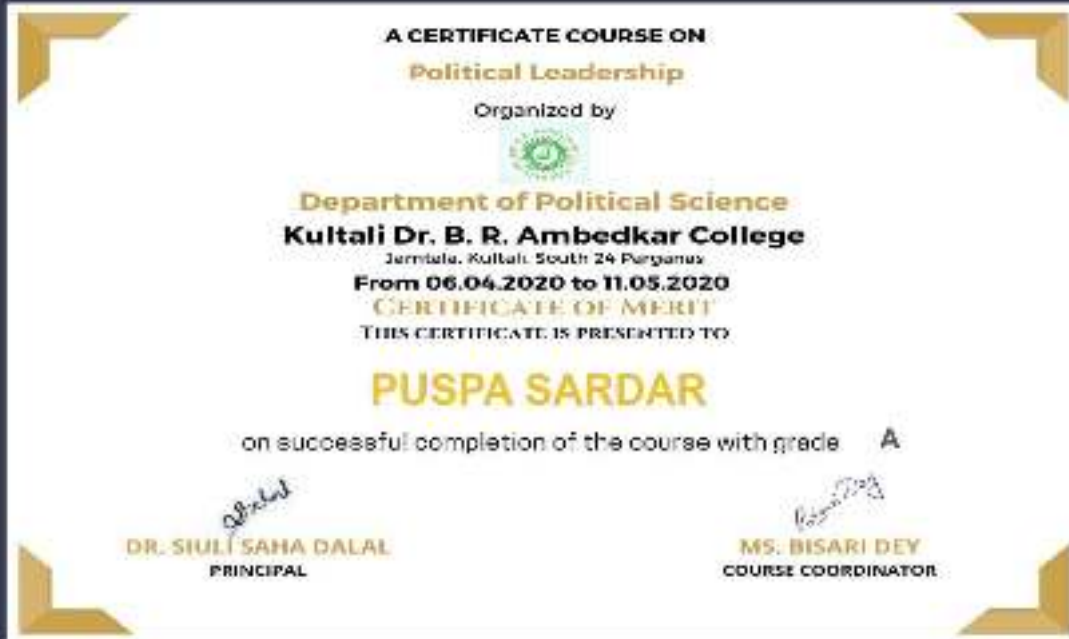 A CERTIFICATE COURSE ON
Political Leadership
Organized by
Department of Political Science
Kultali Dr. B. R. Ambedkar College
Jamtala, Kultali, South 24 Parganas
From 06.04.2020 to 11.05.2020
CERTIFICATE OF MERIT
THIS CERTIFICATE IS PRESENTED TO
PUSPA SARDAR
on successful completion of the course with grade A
DR. SIULI SAHA DALAL
PRINCIPAL
MS. BISARI DEY
COURSE COORDINATOR